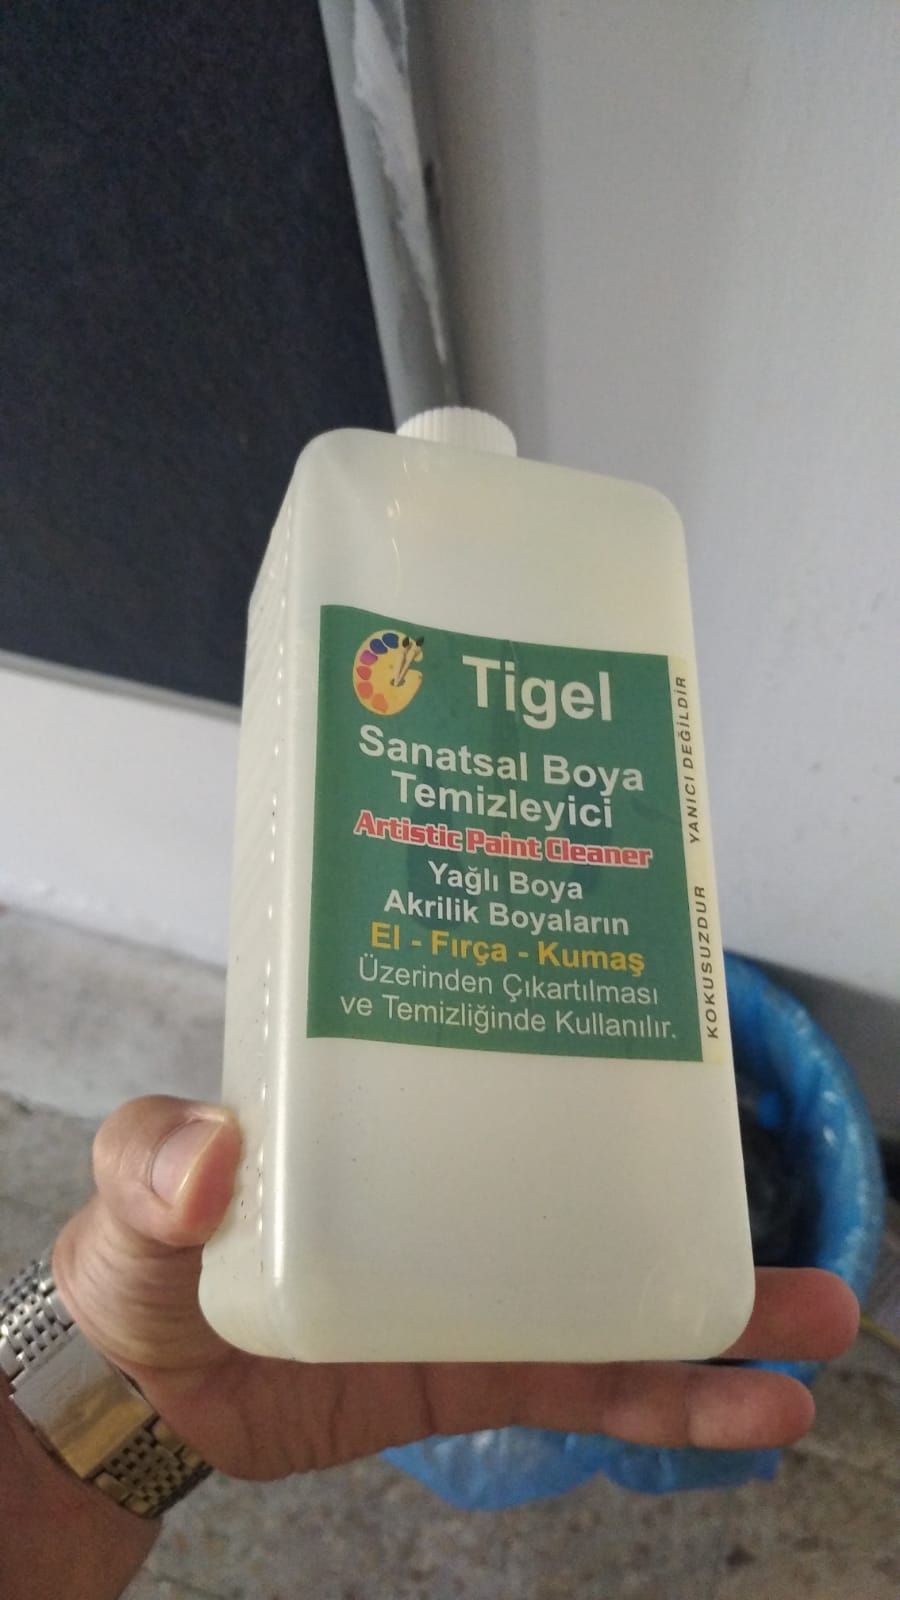 Tigel
Sanatsal Boya
Temizleyici
Artistic Paint Cleaner
Yağlı Boya
Akrilik Boyaların
El - Fırça - Kumaş
Üzerinden Çıkartılması
ve Temizliğinde Kullanılır.
KOKUSUZDUR YANICI DEĞİLDİR